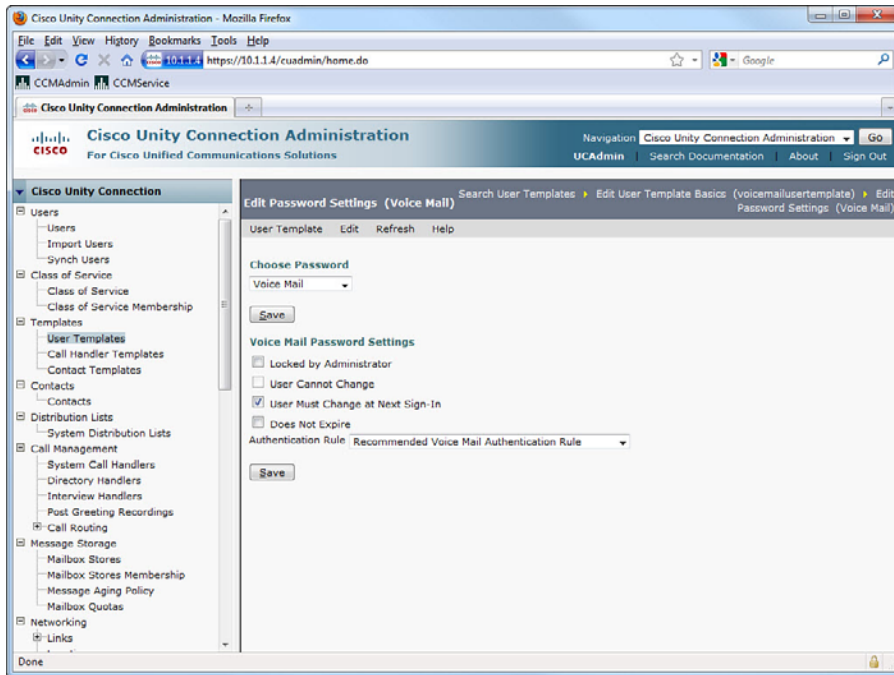 Cisco Unity Connection Administration - Mozilla Firefox
File Edit View History Bookmarks Tools Help
10.1.1.4 https://10.1.1.4/cuadmin/home.do
Google
CCMAdmin CCMService
Cisco Unity Connection Administration
CISCO
Cisco Unity Connection Administration
For Cisco Unified Communications Solutions
Navigation Cisco Unity Connection Administration Go
UCAdmin Search Documentation About Sign Out
Cisco Unity Connection
Users
Users
Import Users
Synch Users
Class of Service
Class of Service
Class of Service Membership
Templates
User Templates
Call Handler Templates
Contact Templates
Contacts
Contacts
Distribution Lists
System Distribution Lists
Call Management
System Call Handlers
Directory Handlers
Interview Handlers
Post Greeting Recordings
Call Routing
Message Storage
Mailbox Stores
Mailbox Stores Membership
Message Aging Policy
Mailbox Quotas
Networking
Links
Edit Password Settings (Voice Mail)
Search User Templates Edit User Template Basics (voicemailusertemplate) Edit
Password Settings (Voice Mail)
User Template Edit Refresh Help
Choose Password
Voice Mail
Save
Voice Mail Password Settings
Locked by Administrator
User Cannot Change
User Must Change at Next Sign-In
Does Not Expire
Authentication Rule Recommended Voice Mail Authentication Rule
Save
Done